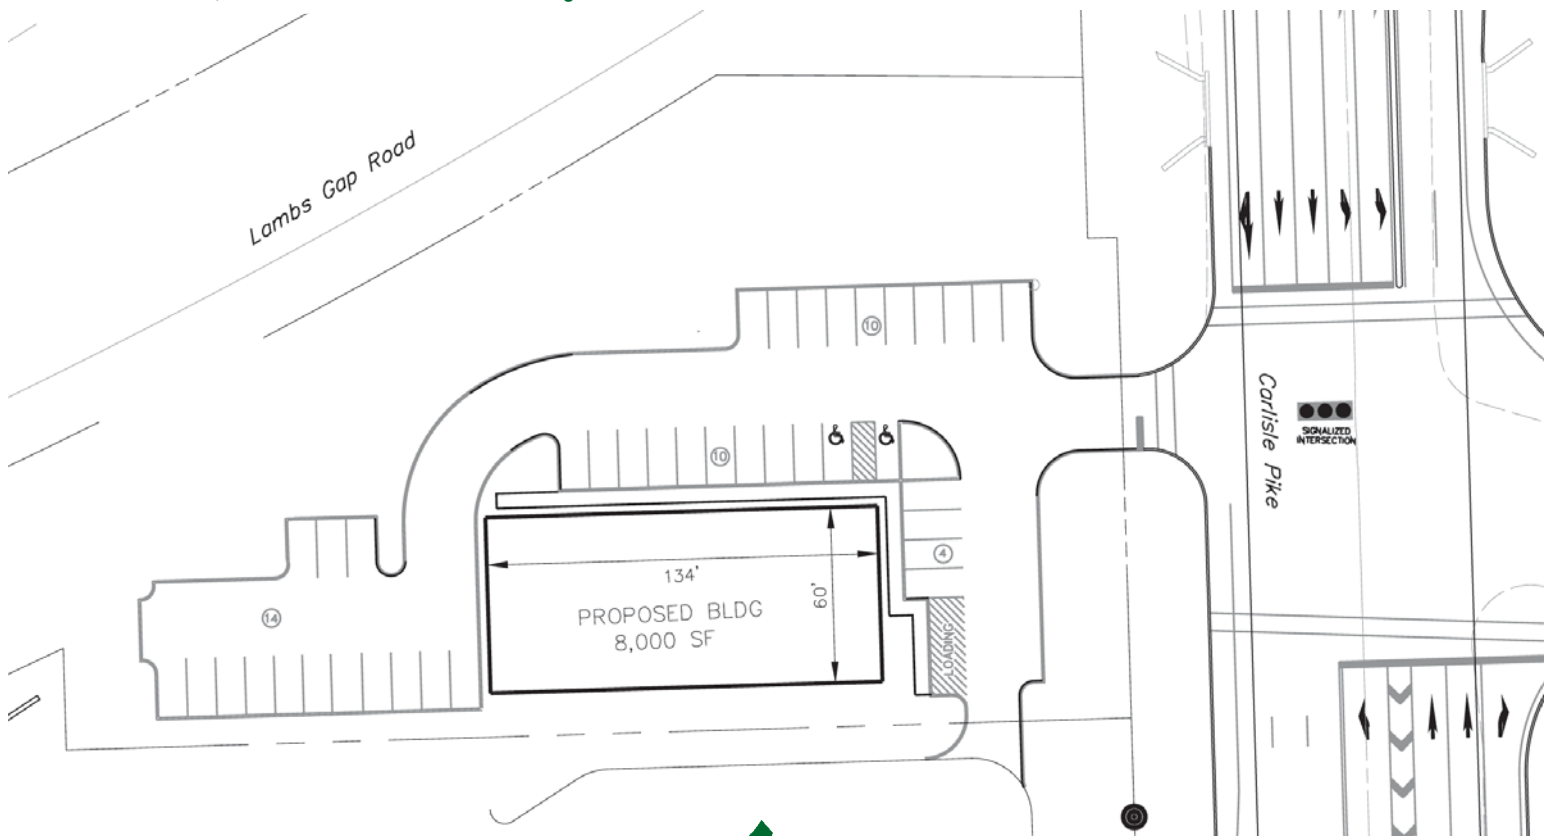 Lambs Gap Road
10
Carlisle Pike
SIGNALIZED
INTERSECTION
10
4
134'
60'
PROPOSED BLDG
8,000 SF
14
LOADING